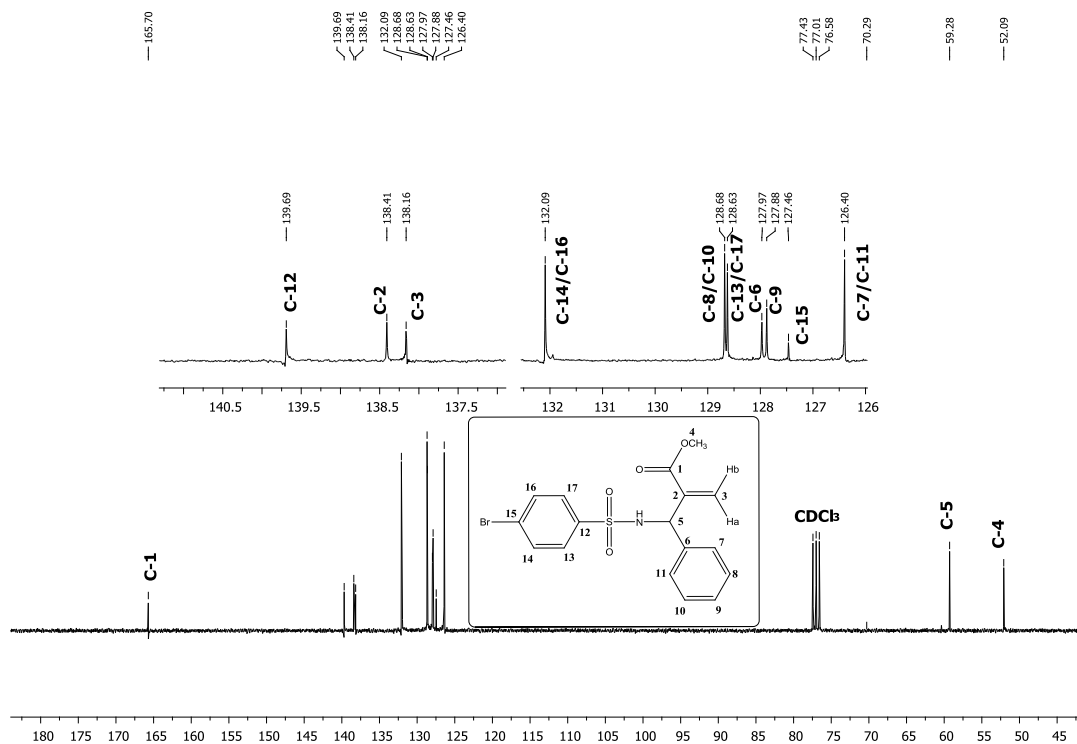 165.70
139.69
138.41
138.16
132.09
128.68
128.63
127.97
127.88
127.46
126.40
77.43
77.01
76.58
70.29
59.28
52.09
139.69
138.41
138.16
132.09
128.68
128.63
127.97
127.88
127.46
126.40
C-12
C-2
C-3
C-14/C-16
C-8/C-10
C-13/C-17
C-6
C-9
C-15
C-7/C-11
140.5 139.5 138.5 137.5
132 131 130 129 128 127 126
4
OCH3
O
1
Hb
2
3
Ha
16
17
O
Br
15
S
HN
5
12
14
13
O
6
7
11
8
10
9
C-1
CDCl3
C-5
C-4
180 175 170 165 160 155 150 145 140 135 130 125 120 115 110 105 100 95 90 85 80 75 70 65 60 55 50 45